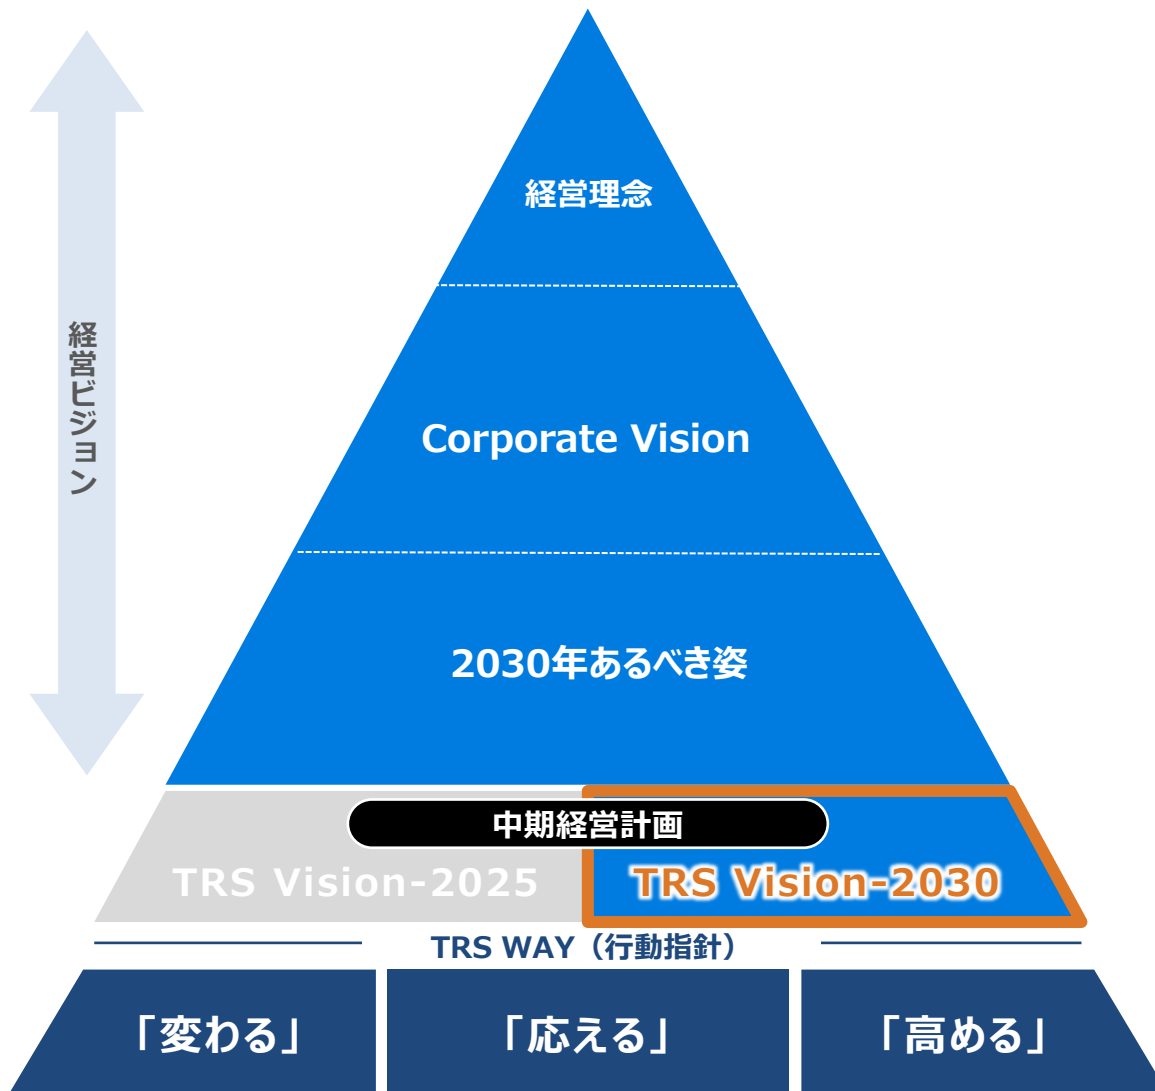 経営理念
経営ビジョン
Corporate Vision
2030年あるべき姿
中期経営計画
TRS Vision-2025
TRS Vision-2030
TRS WAY（行動指針）
「変わる」
「応える」
「高める」